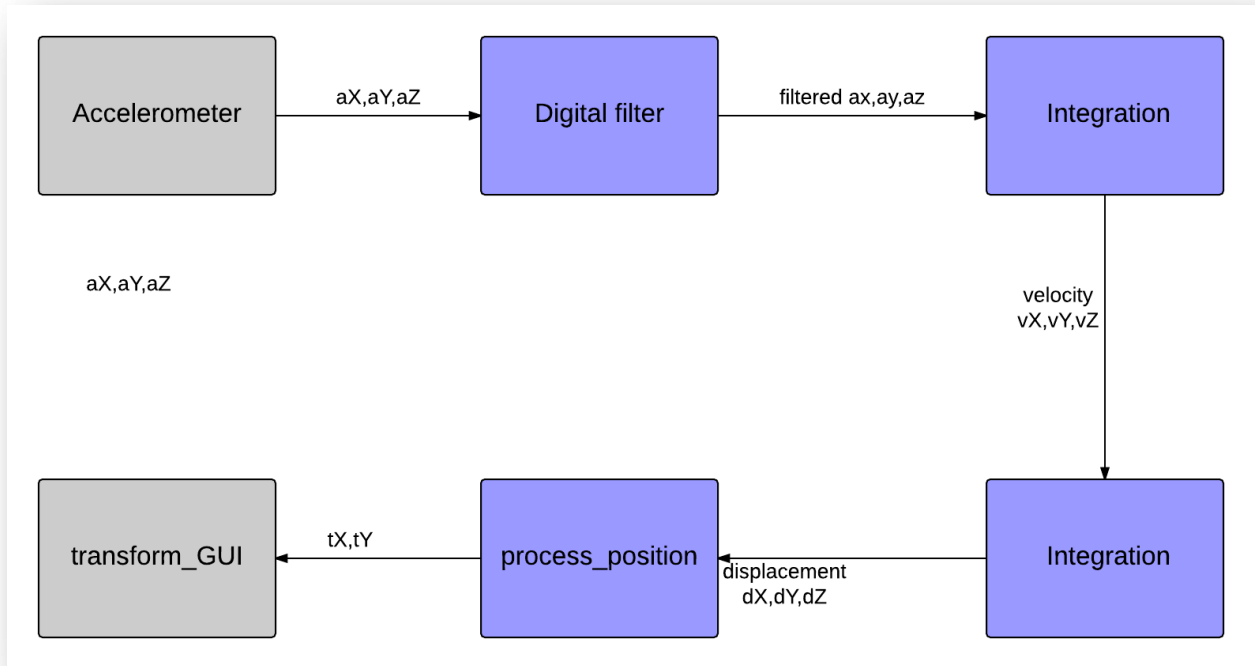 Accelerometer
aX,aY,aZ
Digital filter
filtered ax,ay,az
Integration
aX,aY,aZ
velocity
vX,vY,vZ
transform_GUI
tX,tY
process_position
displacement
dX,dY,dZ
Integration